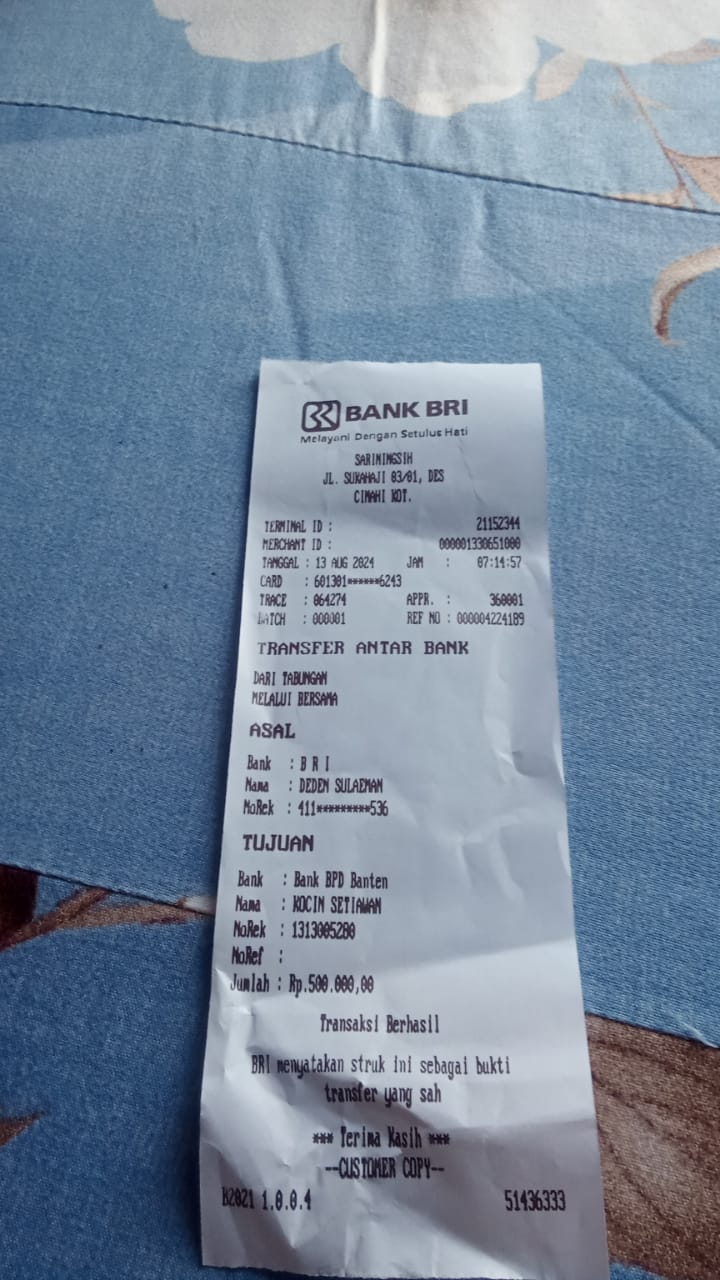 BANK BRI
Melayani Dengan Setulus Hati
SARININGSIH
JL. SUKAHAJI 03/01, DES
CIMAHI KOT.
TERMINAL ID : 21152344
MERCHANT ID : 000001330651000
TANGGAL : 13 AUG 2024 JAM : 07:14:57
CARD : 601301******6243
TRACE : 064274 APPR. : 360001
BATCH : 000001 REF NO : 000004224189
TRANSFER ANTAR BANK
DARI TABUNGAN
MELALUI BERSAMA
ASAL
Bank : B R I
Nama : DEDEN SULAEMAN
NoRek : 411*********536
TUJUAN
Bank : Bank BPD Banten
Nama : KOCIN SETIAWAN
NoRek : 1313005280
NoRef :
Jumlah : Rp.500.000,00
Transaksi Berhasil
BRI menyatakan struk ini sebagai bukti
transfer yang sah
*** Terima Kasih ***
--CUSTOMER COPY--
B2021 1.0.0.4 51436333